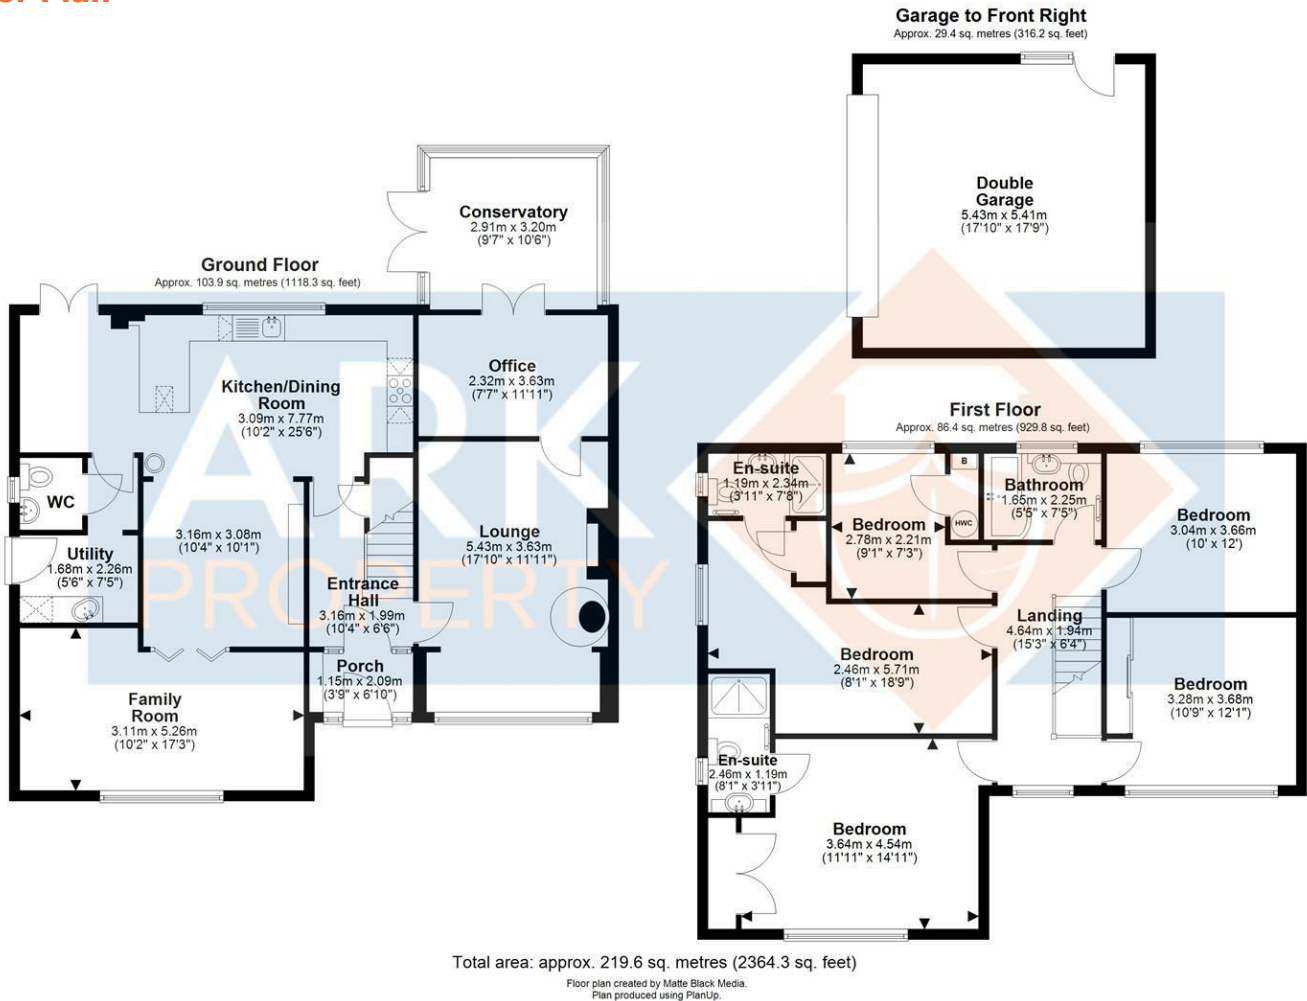 Garage to Front Right
Approx. 29.4 sq. metres (316.2 sq. feet)
Double
Garage
5.43m x 5.41m
(17'10" x 17'9")
Conservatory
2.91m x 3.20m
(9'7" x 10'6")
Ground Floor
Approx. 103.9 sq. metres (1118.3 sq. feet)
Office
2.32m x 3.63m
(7'7" x 11'11")
Kitchen/Dining
Room
3.09m x 7.77m
(10'2" x 25'6")
WC
3.16m x 3.08m
(10'4" x 10'1")
Utility
1.68m x 2.26m
(5'6" x 7'5")
Lounge
5.43m x 3.63m
(17'10" x 11'11")
Entrance
Hall
3.16m x 1.99m
(10'4" x 6'6")
Porch
1.15m x 2.09m
(3'9" x 6'10")
Family
Room
3.11m x 5.26m
(10'2" x 17'3")
First Floor
Approx. 86.4 sq. metres (929.8 sq. feet)
En-suite
1.19m x 2.34m
(3'11" x 7'8")
B
HWC
Bedroom
2.78m x 2.21m
(9'1" x 7'3")
Bathroom
1.65m x 2.25m
(5'5" x 7'5")
Bedroom
3.04m x 3.66m
(10' x 12')
Landing
4.64m x 1.94m
(15'3" x 6'4")
Bedroom
2.46m x 5.71m
(8'1" x 18'9")
Bedroom
3.28m x 3.68m
(10'9" x 12'1")
En-suite
2.46m x 1.19m
(8'1" x 3'11")
Bedroom
3.64m x 4.54m
(11'11" x 14'11")
ARK
PROPERTY
Total area: approx. 219.6 sq. metres (2364.3 sq. feet)
Floor plan created by Matte Black Media.
Plan produced using PlanUp.